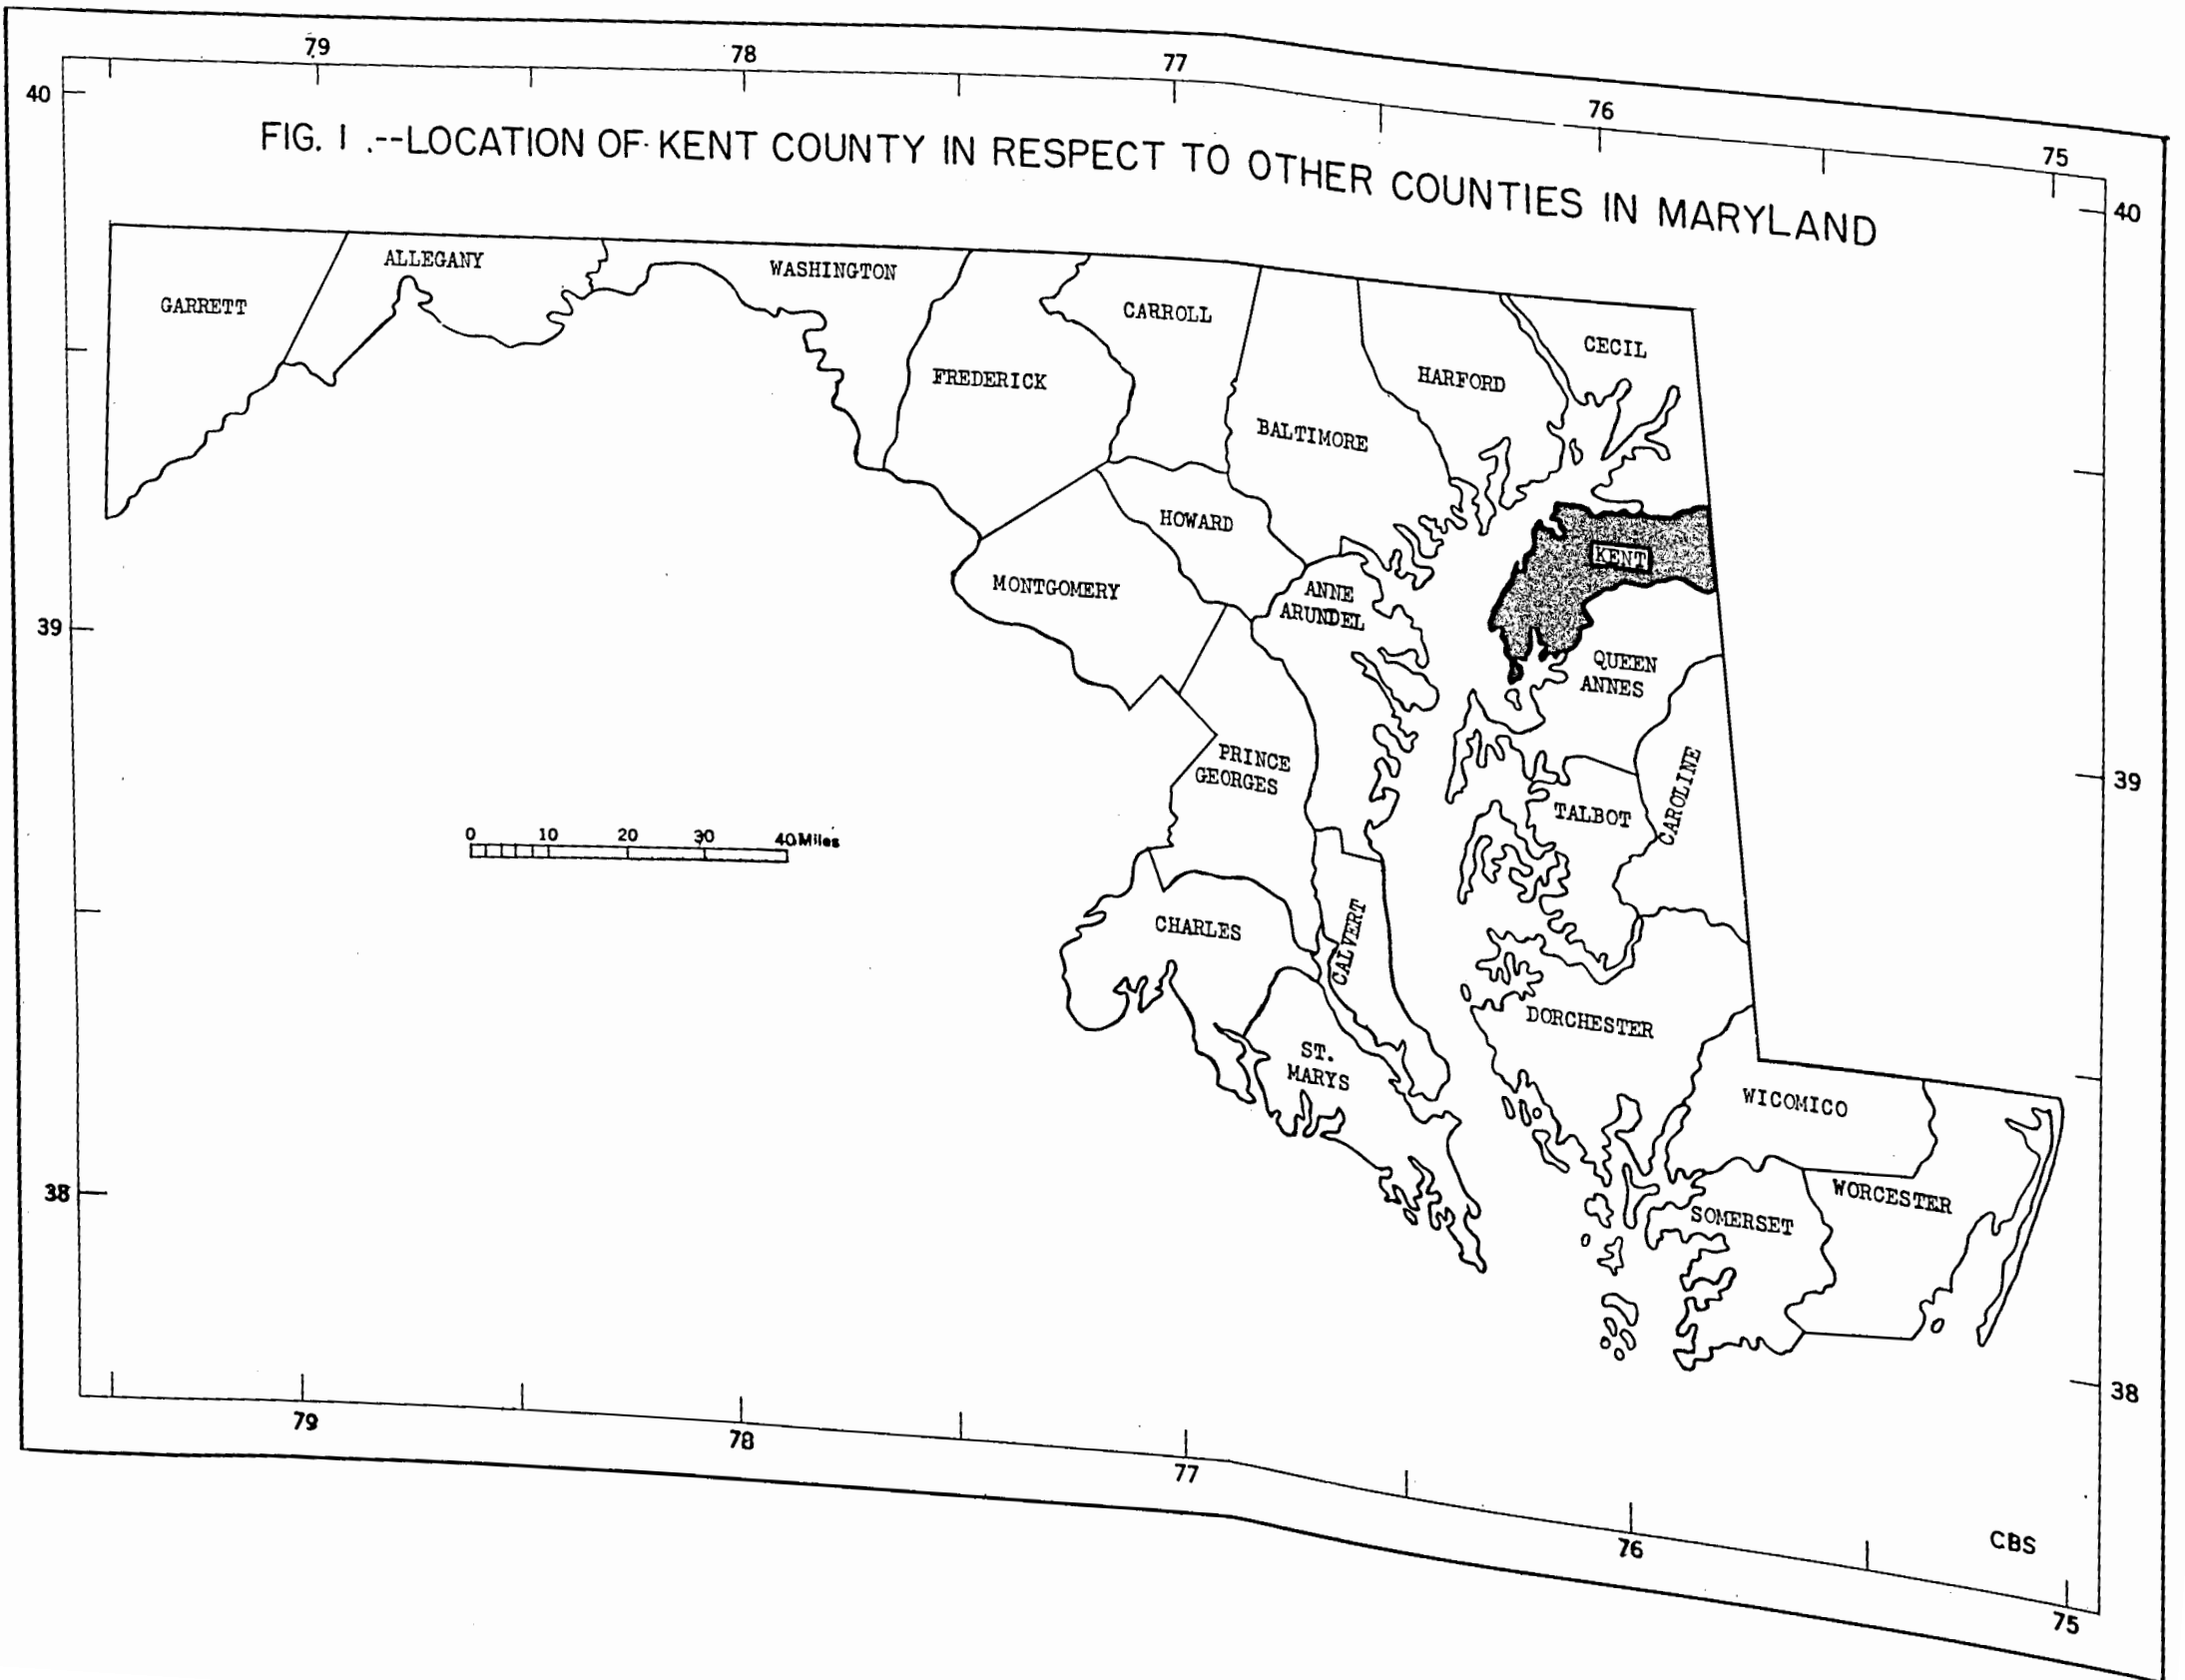 79
78
77
76
75
40
40
FIG. 1 .--LOCATION OF KENT COUNTY IN RESPECT TO OTHER COUNTIES IN MARYLAND
GARRETT
ALLEGANY
WASHINGTON
FREDERICK
CARROLL
BALTIMORE
HARFORD
CECIL
HOWARD
MONTGOMERY
ANNE
ARUNDEL
KENT
QUEEN
ANNES
39
39
PRINCE
GEORGES
TALBOT
CAROLINE
0 10 20 30 40 Miles
CHARLES
CALVERT
DORCHESTER
ST.
MARYS
WICOMICO
WORCESTER
SOMERSET
38
38
79
78
77
76
75
CBS